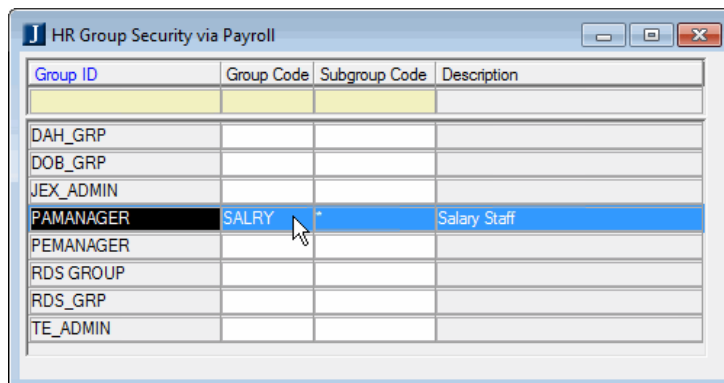 J HR Group Security via Payroll
Group ID Group Code Subgroup Code Description
DAH_GRP
DOB_GRP
JEX_ADMIN
PAMANAGER SALRY * Salary Staff
PEMANAGER
RDS GROUP
RDS_GRP
TE_ADMIN